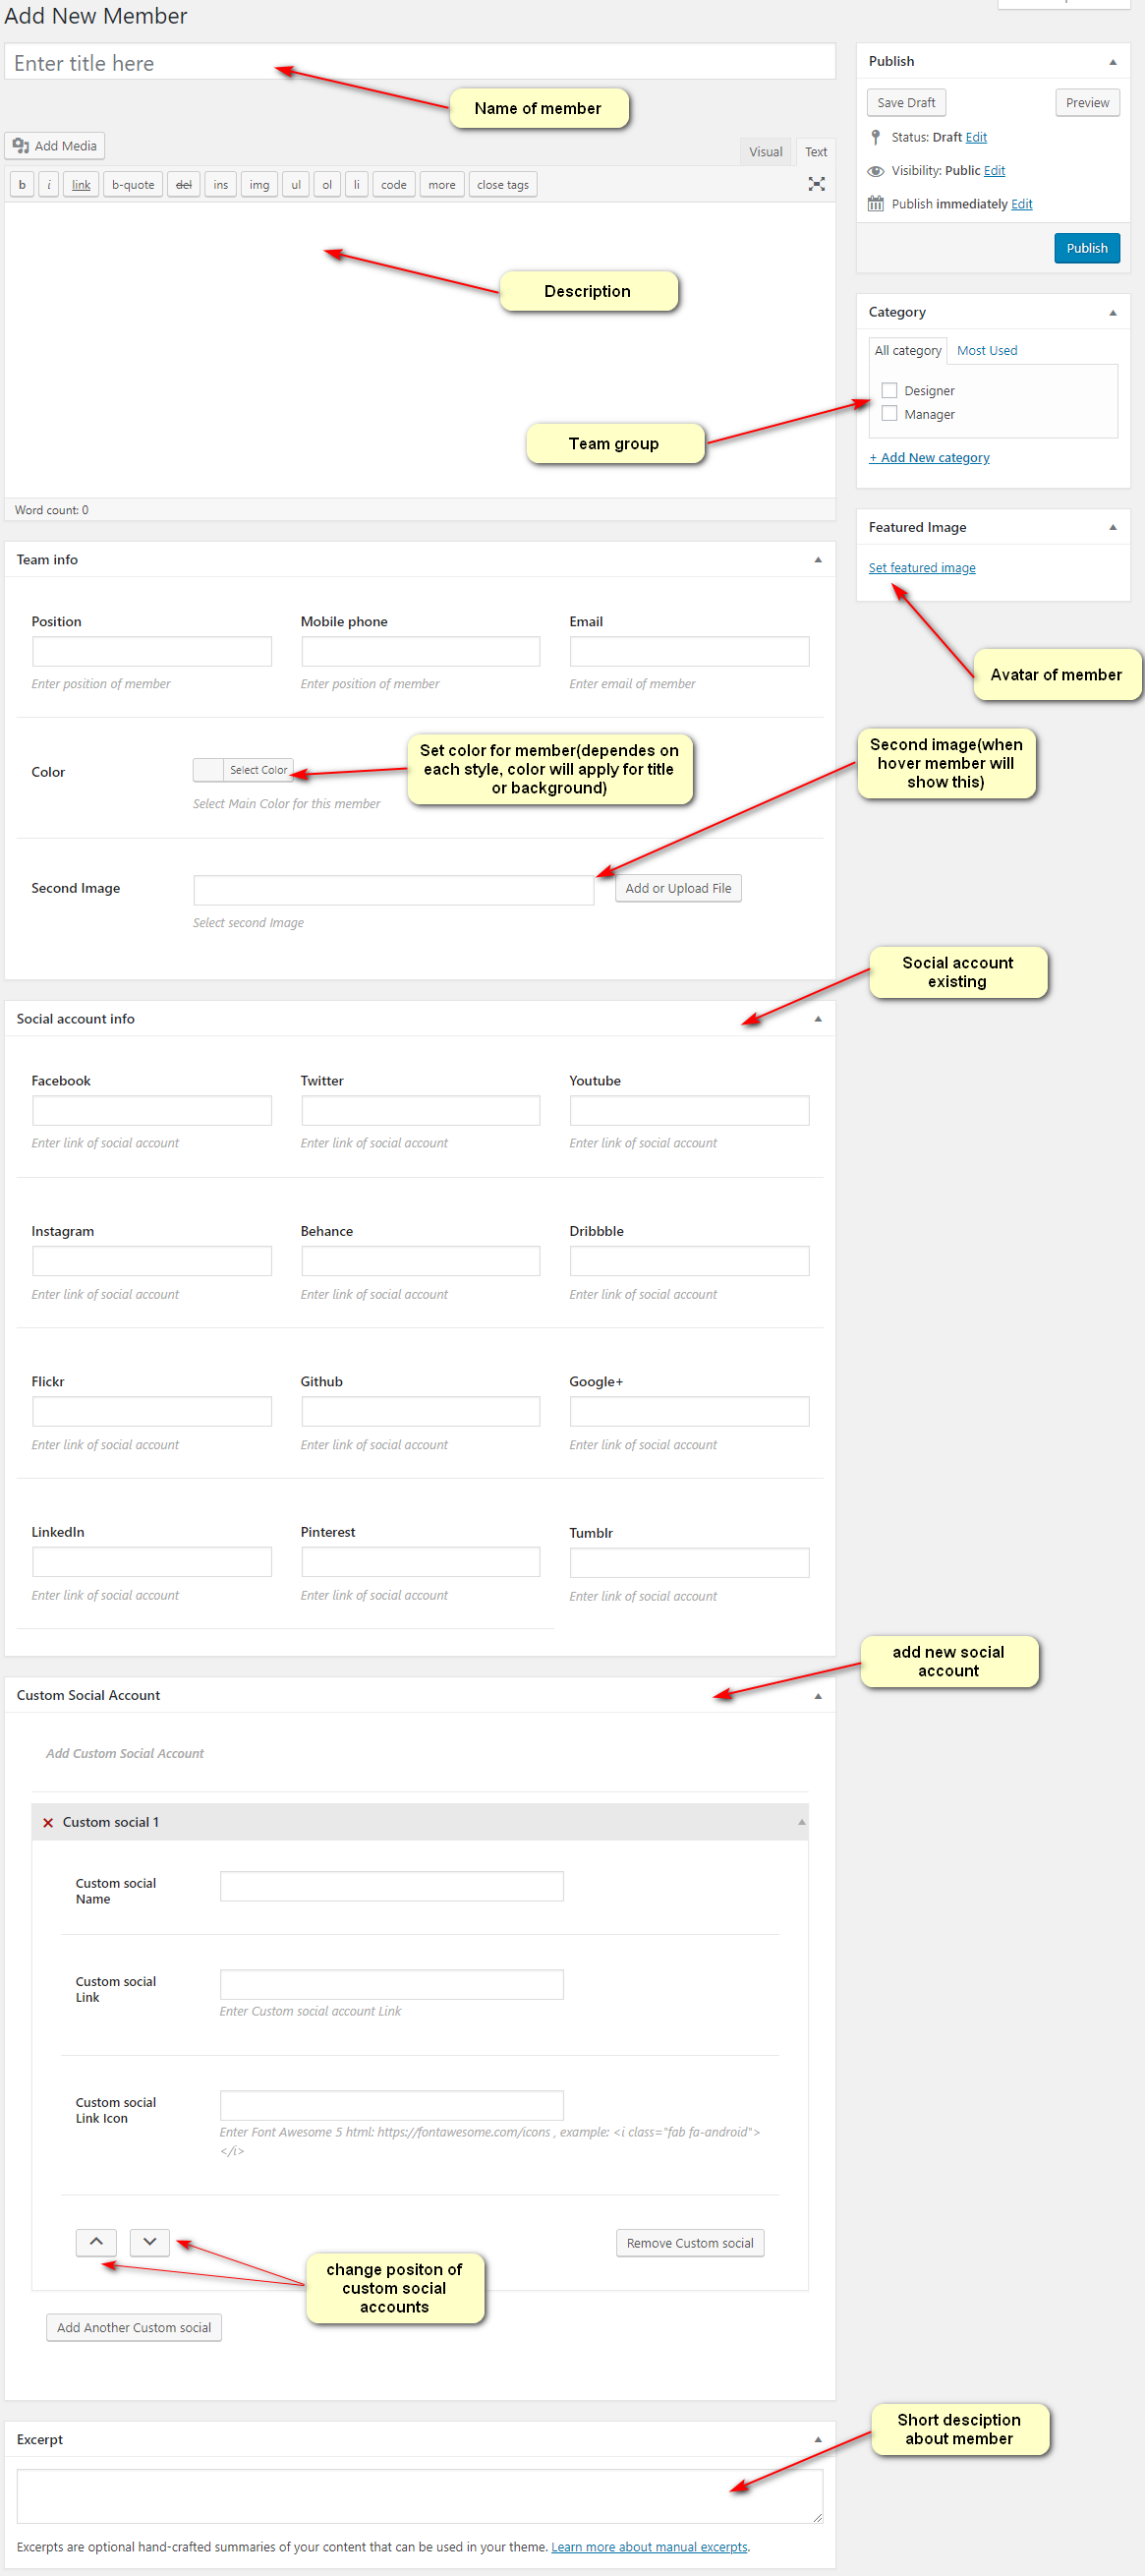 Add New Member
Enter title here
Name of member
Add Media
Visual Text
b i link b-quote del ins img ul ol li code more close tags
Description
Word count: 0
Publish
Save Draft Preview
Status: Draft Edit
Visibility: Public Edit
Publish immediately Edit
Publish
Category
All category Most Used
Designer
Manager
Team group
+ Add New category
Featured Image
Set featured image
Avatar of member
Team info
Position Mobile phone Email
Enter position of member Enter position of member Enter email of member
Color
Select Color
Select Main Color for this member
Set color for member(dependes on
each style, color will apply for title
or background)
Second image(when
hover member will
show this)
Second Image
Add or Upload File
Select second Image
Social account
existing
Social account info
Facebook Twitter Youtube
Enter link of social account Enter link of social account Enter link of social account
Instagram Behance Dribbble
Enter link of social account Enter link of social account Enter link of social account
Flickr Github Google+
Enter link of social account Enter link of social account Enter link of social account
LinkedIn Pinterest Tumblr
Enter link of social account Enter link of social account Enter link of social account
add new social
account
Custom Social Account
Add Custom Social Account
Custom social 1
Custom social
Name
Custom social
Link
Enter Custom social account Link
Custom social
Link Icon
Enter Font Awesome 5 html: https://fontawesome.com/icons , example: <i class="fab fa-android">
</i>
Remove Custom social
change positon of
custom social
accounts
Add Another Custom social
Excerpt
Short desciption
about member
Excerpts are optional hand-crafted summaries of your content that can be used in your theme. Learn more about manual excerpts.